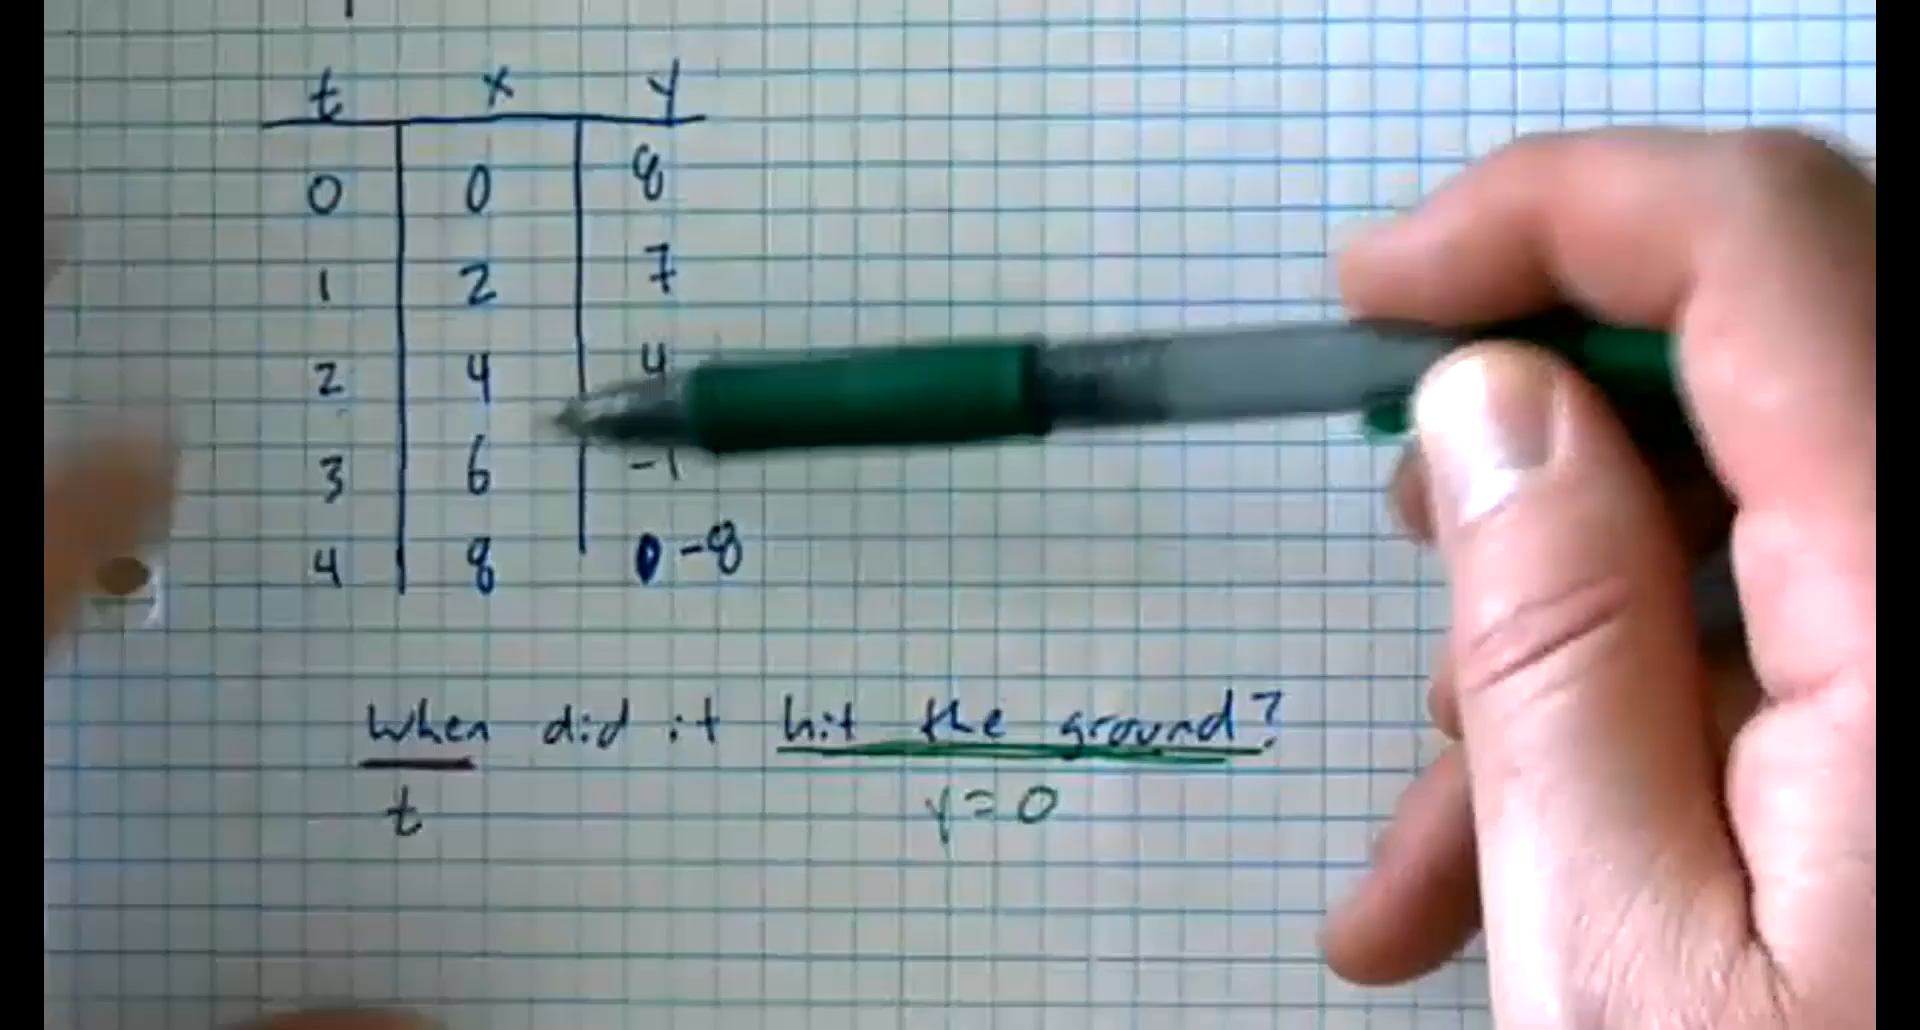 t x y
0 0 8
1 2 7
2 4 4
3 6 -1
4 8 -8
When did it hit the ground?
t y=0